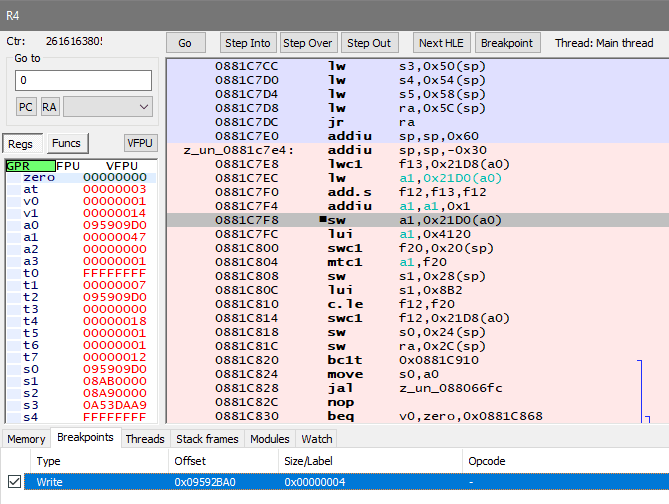 R4
Ctr: 2616163805
Go Step Into Step Over Step Out Next HLE Breakpoint Thread: Main thread
Go to
0
PC RA
Regs Funcs VFPU
GPR FPU VFPU
zero 00000000
at 00000003
v0 00000001
v1 00000014
a0 095909D0
a1 00000047
a2 00000000
a3 00000001
t0 FFFFFFFF
t1 00000007
t2 095909D0
t3 00000000
t4 00000018
t5 00000001
t6 00000001
t7 00000012
s0 095909D0
s1 08AB0000
s2 08A90000
s3 0A53DAA9
s4 FFFFFFFF
0881C7CC lw s3,0x50(sp)
0881C7D0 lw s4,0x54(sp)
0881C7D4 lw s5,0x58(sp)
0881C7D8 lw ra,0x5C(sp)
0881C7DC jr ra
0881C7E0 addiu sp,sp,0x60
z_un_0881c7e4: addiu sp,sp,-0x30
0881C7E8 lwc1 f13,0x21D8(a0)
0881C7EC lw a1,0x21D0(a0)
0881C7F0 add.s f12,f13,f12
0881C7F4 addiu a1,a1,0x1
0881C7F8 ■sw a1,0x21D0(a0)
0881C7FC lui a1,0x4120
0881C800 swc1 f20,0x20(sp)
0881C804 mtc1 a1,f20
0881C808 sw s1,0x28(sp)
0881C80C lui s1,0x8B2
0881C810 c.le f12,f20
0881C814 swc1 f12,0x21D8(a0)
0881C818 sw s0,0x24(sp)
0881C81C sw ra,0x2C(sp)
0881C820 bc1t 0x0881C910
0881C824 move s0,a0
0881C828 jal z_un_088066fc
0881C82C nop
0881C830 beq v0,zero,0x0881C868
Memory Breakpoints Threads Stack frames Modules Watch
Type Offset Size/Label Opcode
Write 0x09592BA0 0x00000004 -